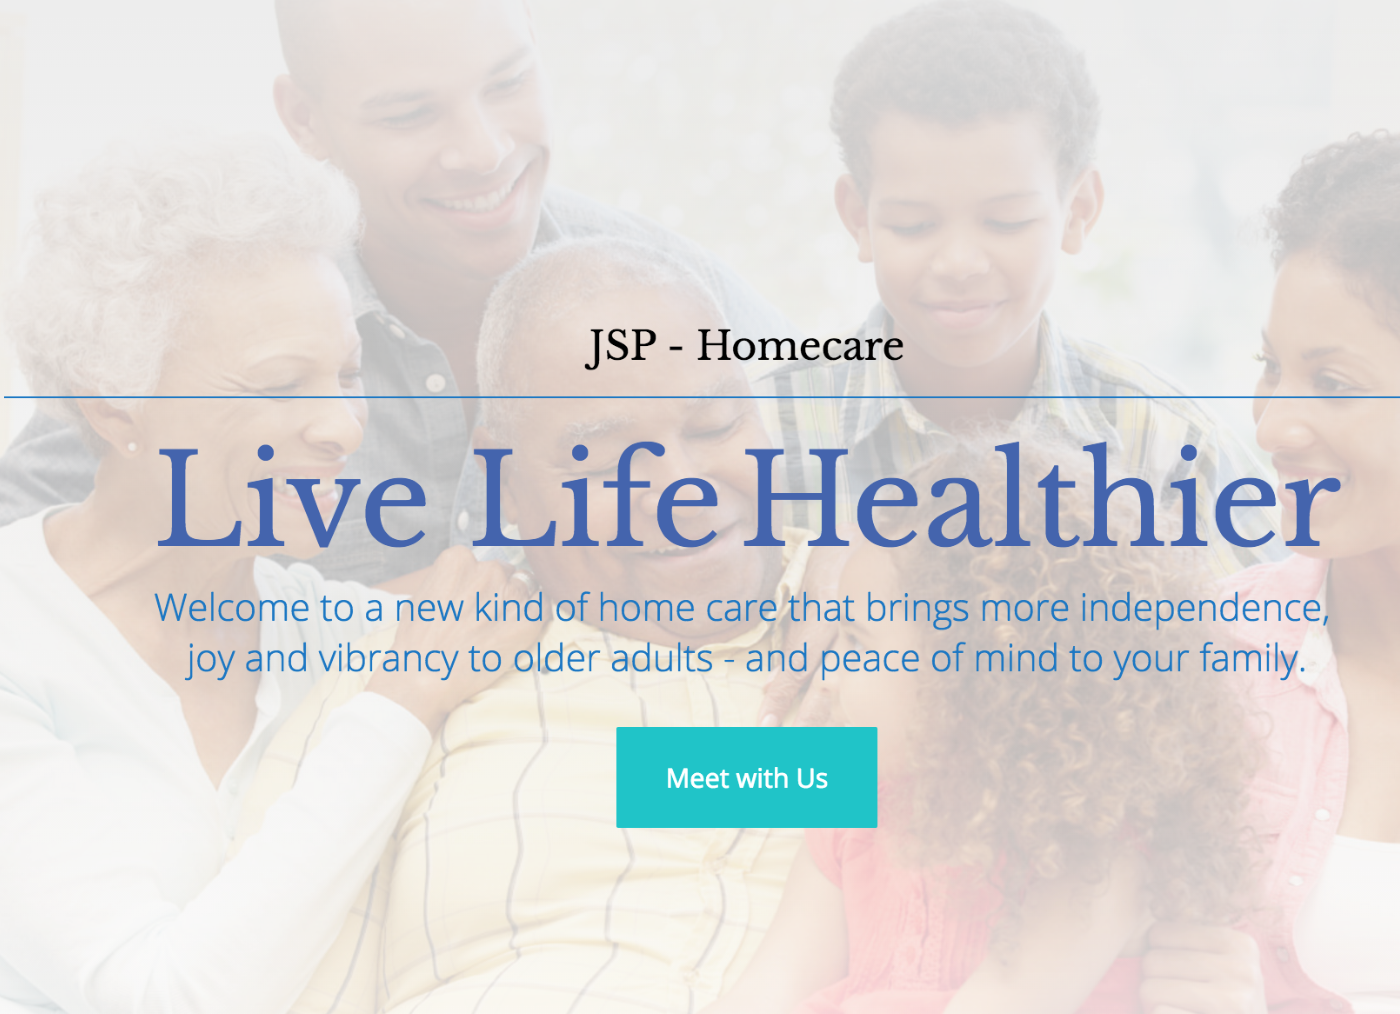 JSP - Homecare
Live Life Healthier
Welcome to a new kind of home care that brings more independence,
joy and vibrancy to older adults - and peace of mind to your family.
Meet with Us